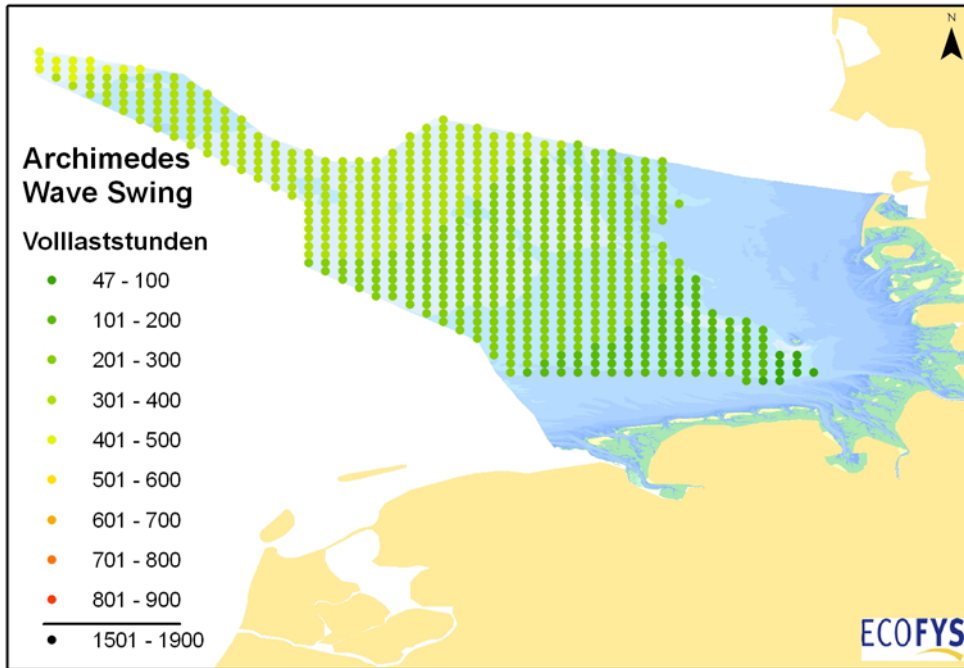 N
Archimedes
Wave Swing
Volllaststunden
47 - 100
101 - 200
201 - 300
301 - 400
401 - 500
501 - 600
601 - 700
701 - 800
801 - 900
1501 - 1900
ECOFYS